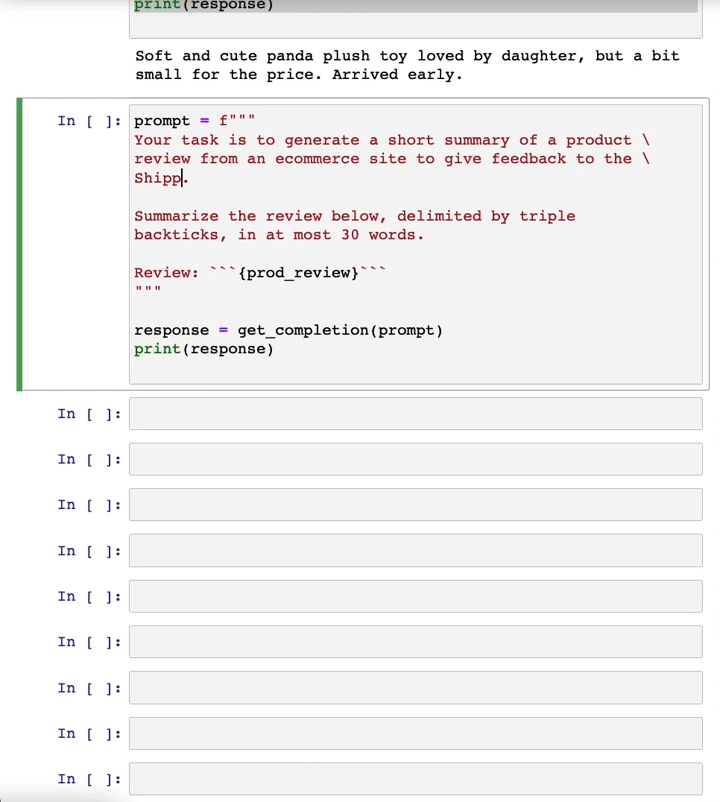 print(response)
Soft and cute panda plush toy loved by daughter, but a bit
small for the price. Arrived early.
In [ ]: prompt = f"""
Your task is to generate a short summary of a product \
review from an ecommerce site to give feedback to the \
Shipp.
Summarize the review below, delimited by triple
backticks, in at most 30 words.
Review: ```{prod_review}```
"""
response = get_completion(prompt)
print(response)
In [ ]:
In [ ]:
In [ ]:
In [ ]:
In [ ]:
In [ ]:
In [ ]:
In [ ]:
In [ ]: